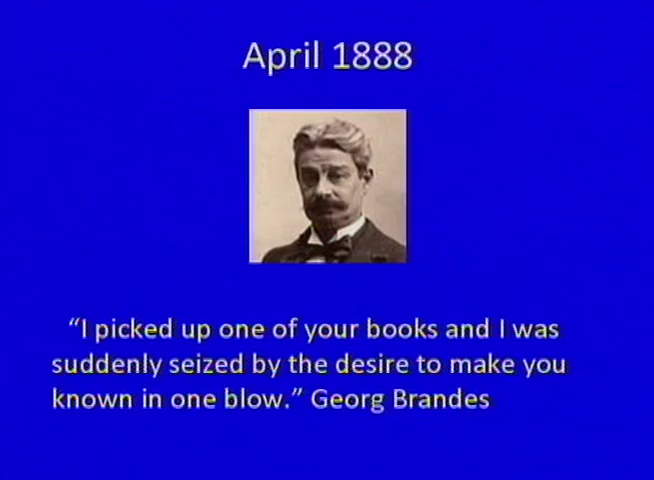 April 1888
“I picked up one of your books and I was
suddenly seized by the desire to make you
known in one blow.” Georg Brandes